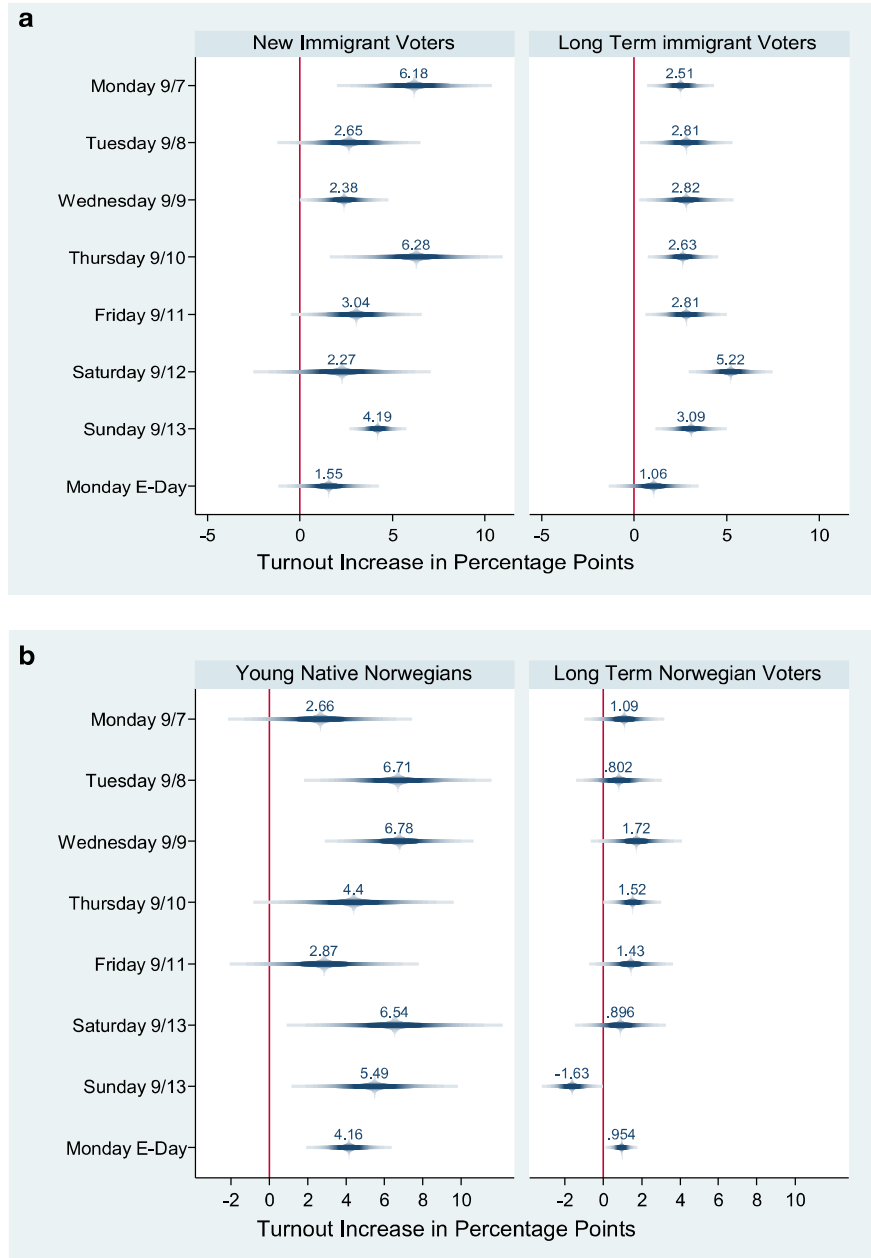 a
New Immigrant Voters
Long Term immigrant Voters
Monday 9/7
6.18
2.51
Tuesday 9/8
2.65
2.81
Wednesday 9/9
2.38
2.82
Thursday 9/10
6.28
2.63
Friday 9/11
3.04
2.81
Saturday 9/12
2.27
5.22
Sunday 9/13
4.19
3.09
Monday E-Day
1.55
1.06
-5 0 5 10
-5 0 5 10
Turnout Increase in Percentage Points
b
Young Native Norwegians
Long Term Norwegian Voters
Monday 9/7
2.66
1.09
Tuesday 9/8
6.71
.802
Wednesday 9/9
6.78
1.72
Thursday 9/10
4.4
1.52
Friday 9/11
2.87
1.43
Saturday 9/13
6.54
.896
Sunday 9/13
5.49
-1.63
Monday E-Day
4.16
.954
-2 0 2 4 6 8 10
-2 0 2 4 6 8 10
Turnout Increase in Percentage Points